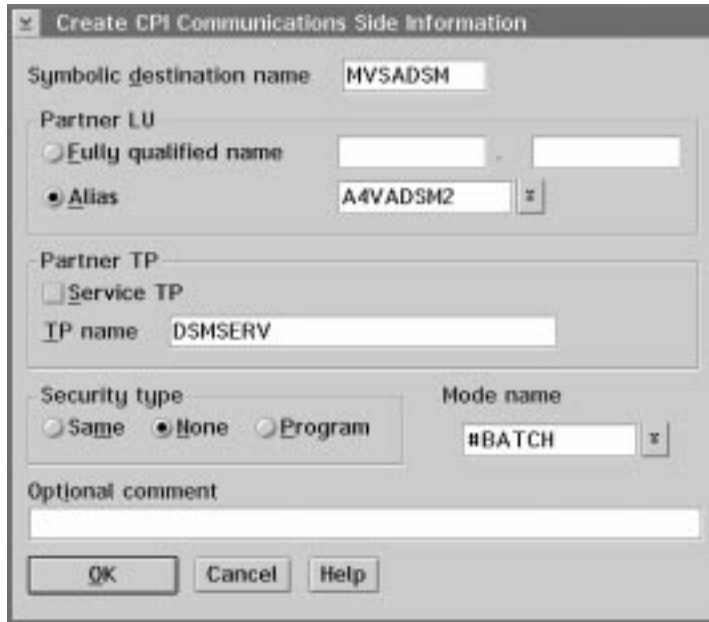 Create CPI Communications Side Information
Symbolic destination name MVSADSM
Partner LU
Fully qualified name .
Alias A4VADSM2
Partner TP
Service TP
TP name DSMSERV
Security type Mode name
Same None Program #BATCH
Optional comment
OK Cancel Help